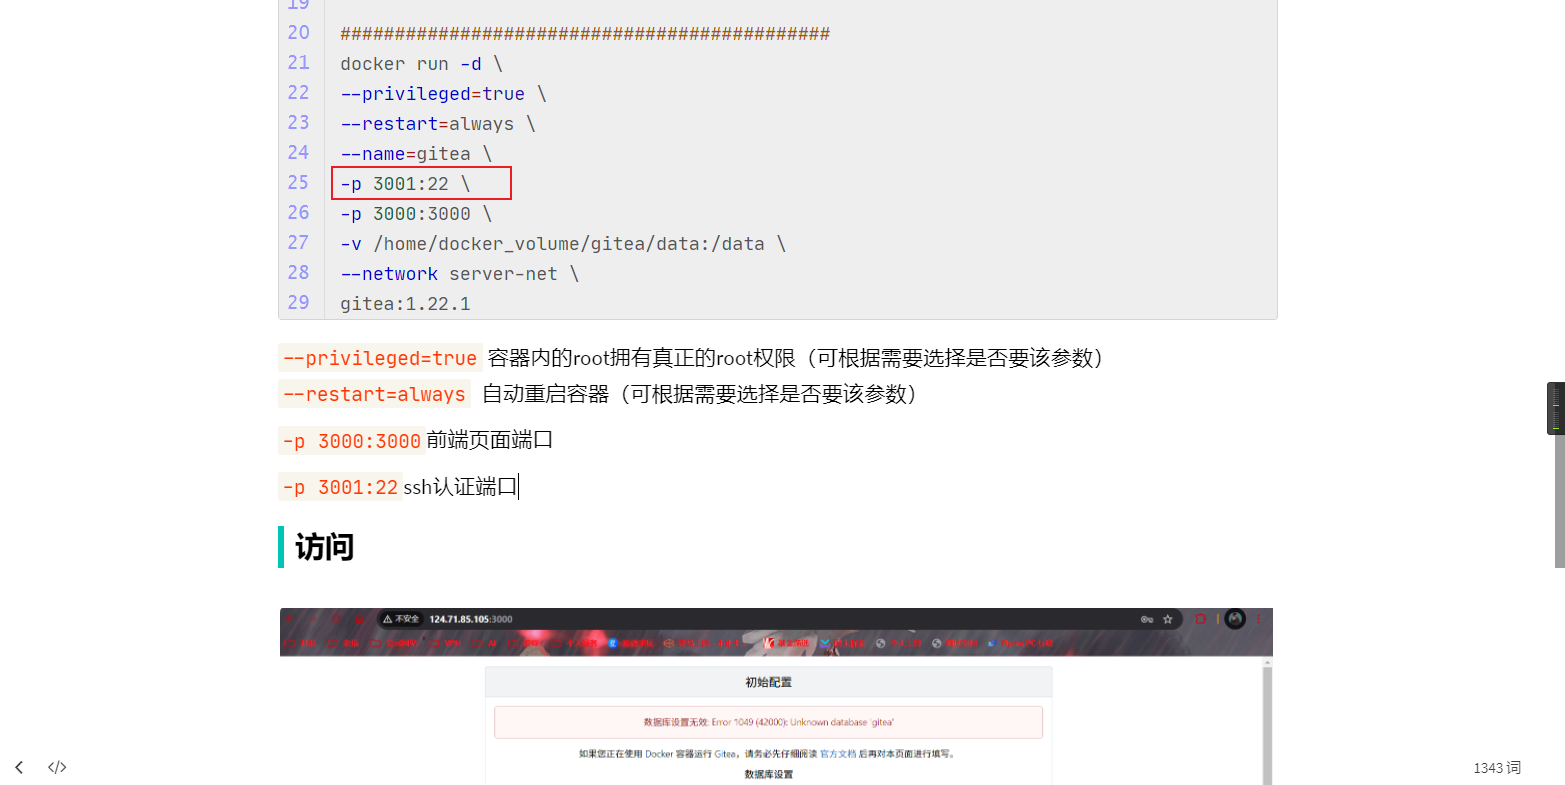 19
20 #############################################
21 docker run -d \
22 --privileged=true \
23 --restart=always \
24 --name=gitea \
25 -p 3001:22 \
26 -p 3000:3000 \
27 -v /home/docker_volume/gitea/data:/data \
28 --network server-net \
29 gitea:1.22.1
--privileged=true 容器内的root拥有真正的root权限（可根据需要选择是否要该参数）
--restart=always 自动重启容器（可根据需要选择是否要该参数）
-p 3000:3000 前端页面端口
-p 3001:22 ssh认证端口
访问
不安全 124.71.85.105:3000
初始配置
数据库设置无效: Error 1049 (42000): Unknown database 'gitea'
如果您正在使用 Docker 容器运行 Gitea，请务必先仔细阅读 官方文档 后再对本页面进行填写。
数据库设置
</> 1343 词